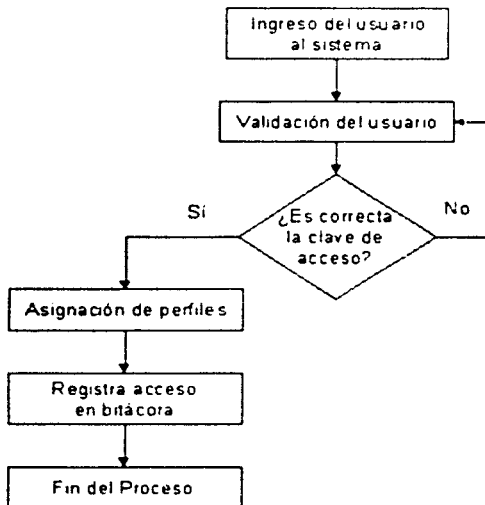 Ingreso del usuario
al sistema
Validación del usuario
¿Es correcta
la clave de
acceso?
Sí
No
Asignación de perfiles
Registra acceso
en bitácora
Fin del Proceso